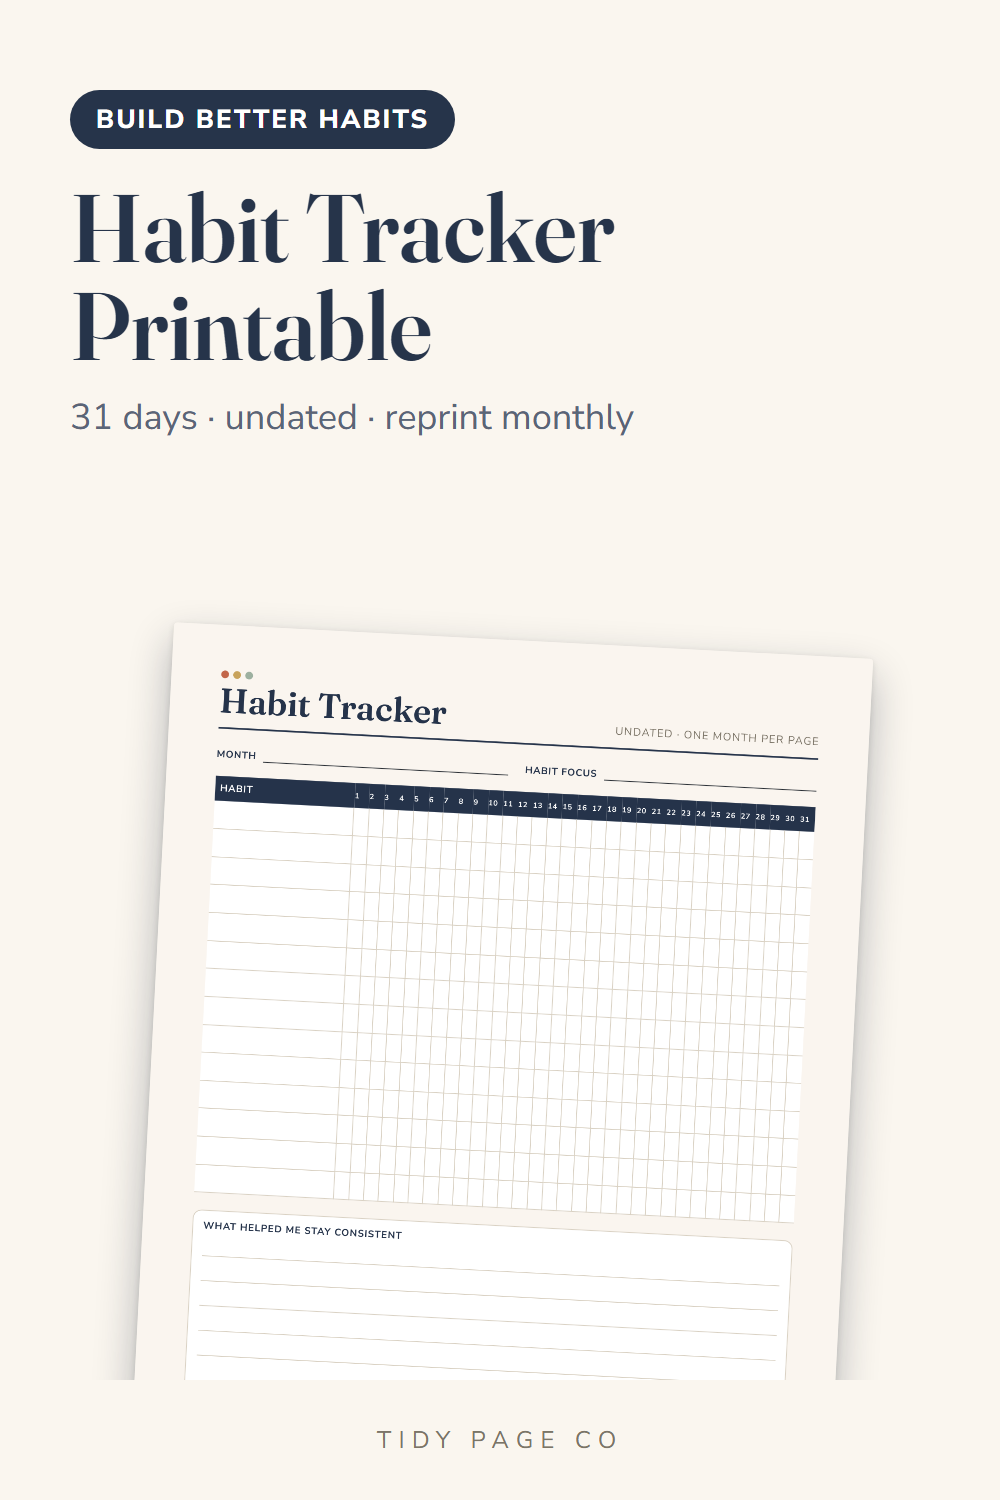 BUILD BETTER HABITS
Habit Tracker
Printable
31 days · undated · reprint monthly
Habit Tracker
UNDATED · ONE MONTH PER PAGE
MONTH
HABIT FOCUS
HABIT 1 2 3 4 5 6 7 8 9 10 11 12 13 14 15 16 17 18 19 20 21 22 23 24 25 26 27 28 29 30 31
WHAT HELPED ME STAY CONSISTENT
TIDY PAGE CO